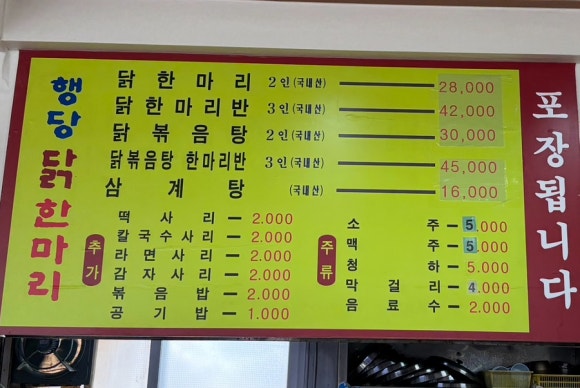 행당 닭한마리
닭 한 마 리 2인 (국내산) 28,000
닭 한 마 리 반 3인 (국내산) 42,000
닭 볶 음 탕 2인 (국내산) 30,000
닭볶음탕 한마리반 3인 (국내산) 45,000
삼 계 탕 (국내산) 16,000
추가
떡 사 리 - 2.000
칼국수사리 - 2.000
라면사리 - 2.000
감자사리 - 2.000
볶 음 밥 - 2.000
공 기 밥 - 1.000
주류
소 주 - 5.000
맥 주 - 5.000
청 하 - 5.000
막 걸 리 - 4.000
음 료 수 - 2.000
포장됩니다